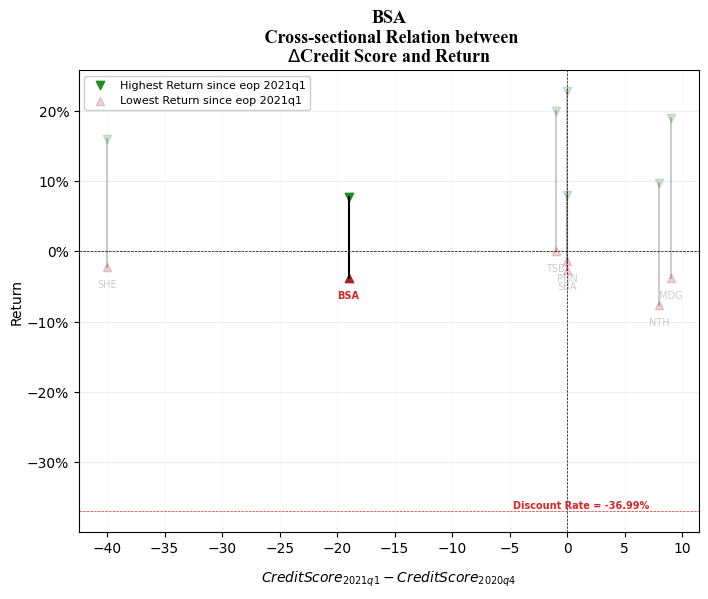 BSA
Cross-sectional Relation between
ΔCredit Score and Return
Highest Return since eop 2021q1
Lowest Return since eop 2021q1
20%
10%
0%
−10%
−20%
−30%
Return
SHE
BSA
TSB
SEA
MDG
NTH
Discount Rate = -36.99%
−40 −35 −30 −25 −20 −15 −10 −5 0 5 10
CreditScore2021q1 − CreditScore2020q4